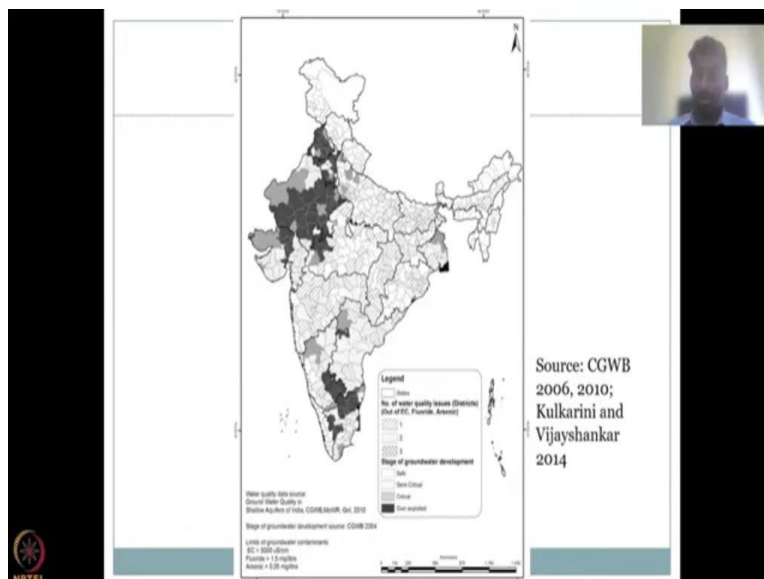 N
Legend
States
No. of water quality issues (Districts)
(Out of EC, Fluoride, Arsenic)
1
2
3
Stage of groundwater development
Safe
Semi Critical
Critical
Over exploited
Water quality data source
Ground Water Quality in
Shallow Aquifers of India, CGWB, MoWR, GoI, 2010
Stage of groundwater development source: CGWB 2004
Limits of groundwater contaminants
EC > 3000 uS/cm
Fluoride > 1.5 mg/litre
Arsenic > 0.05 mg/litre
Source: CGWB
2006, 2010;
Kulkarini and
Vijayshankar
2014
NPTEL